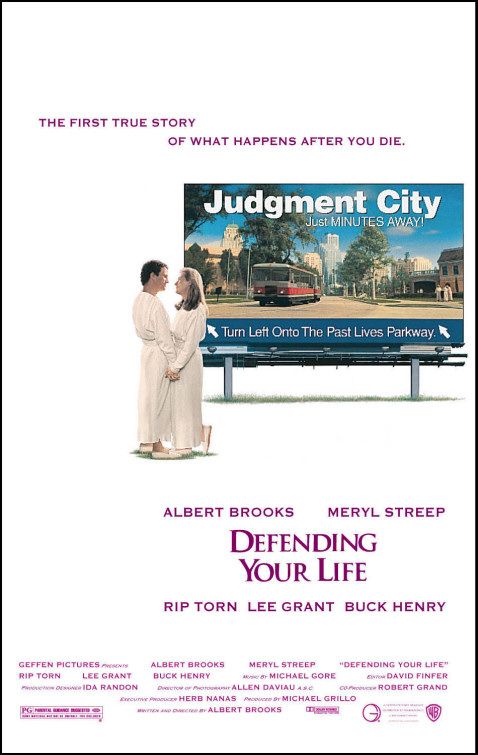 THE FIRST TRUE STORY
OF WHAT HAPPENS AFTER YOU DIE.
Judgment City
Just MINUTES AWAY!
Turn Left Onto The Past Lives Parkway.
ALBERT BROOKS MERYL STREEP
DEFENDING
YOUR LIFE
RIP TORN LEE GRANT BUCK HENRY
GEFFEN PICTURES PRESENTS ALBERT BROOKS MERYL STREEP "DEFENDING YOUR LIFE"
RIP TORN LEE GRANT BUCK HENRY MUSIC BY MICHAEL GORE EDITOR DAVID FINFER
PRODUCTION DESIGNER IDA RANDON DIRECTOR OF PHOTOGRAPHY ALLEN DAVIAU A.S.C. CO-PRODUCER ROBERT GRAND
EXECUTIVE PRODUCER HERB NANAS PRODUCED BY MICHAEL GRILLO
WRITTEN AND DIRECTED BY ALBERT BROOKS
PG PARENTAL GUIDANCE SUGGESTED